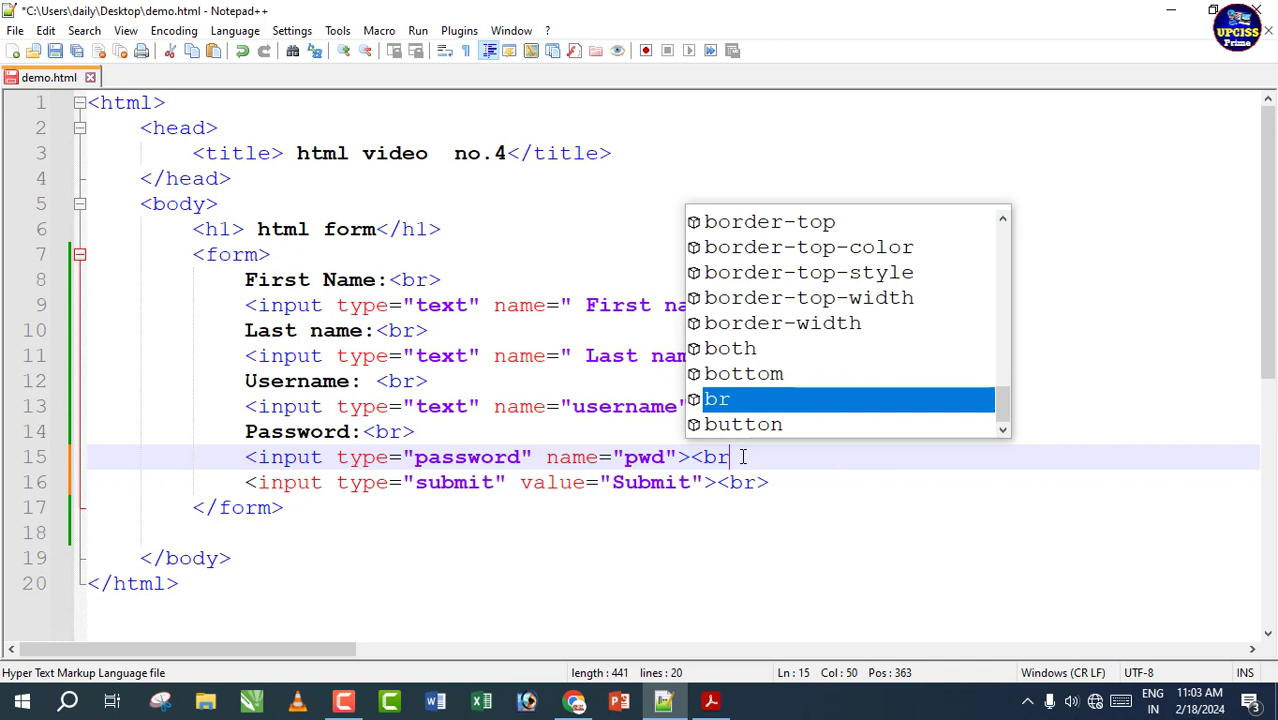 *C:\Users\daily\Desktop\demo.html - Notepad++
File Edit Search View Encoding Language Settings Tools Macro Run Plugins Window ?
UPCISS
Prime
demo.html
1 <html>
2 <head>
3 <title> html video  no.4</title>
4 </head>
5 <body>
6 <h1> html form</h1>
7 <form>
8 First Name:<br>
9 <input type="text" name=" First na
10 Last name:<br>
11 <input type="text" name=" Last nam
12 Username: <br>
13 <input type="text" name="username"
14 Password:<br>
15 <input type="password" name="pwd"><br
16 <input type="submit" value="Submit"><br>
17 </form>
18
19 </body>
20 </html>
border-top
border-top-color
border-top-style
border-top-width
border-width
both
bottom
br
button
Hyper Text Markup Language file length : 441 lines : 20 Ln : 15 Col : 50 Pos : 363 Windows (CR LF) UTF-8 INS
ENG
IN
11:03 AM
2/18/2024
3